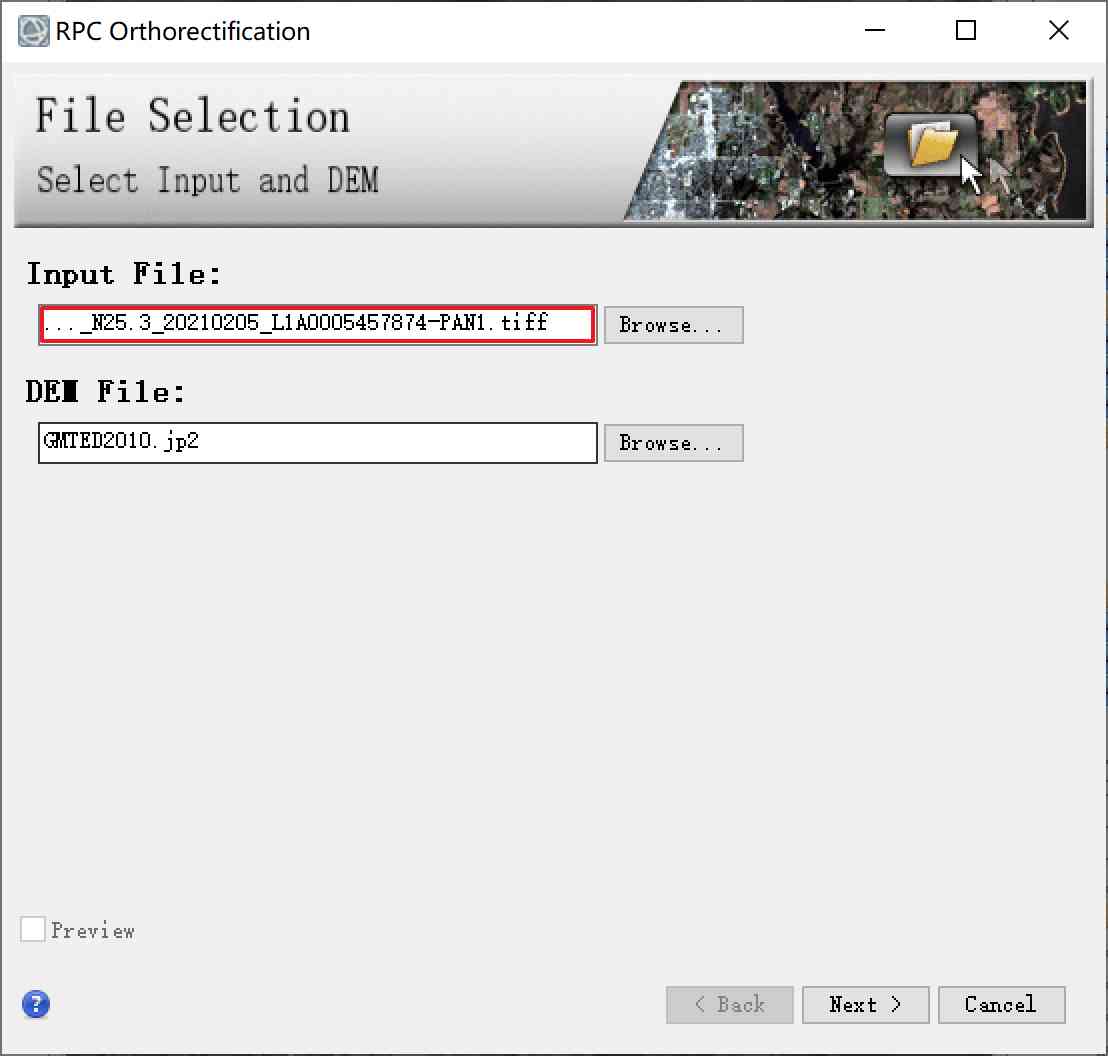 RPC Orthorectification
File Selection
Select Input and DEM
Input File:
..._N25.3_20210205_L1A0005457874-PAN1.tiff
Browse...
DEM File:
GMTED2010.jp2
Browse...
Preview
?
< Back
Next >
Cancel